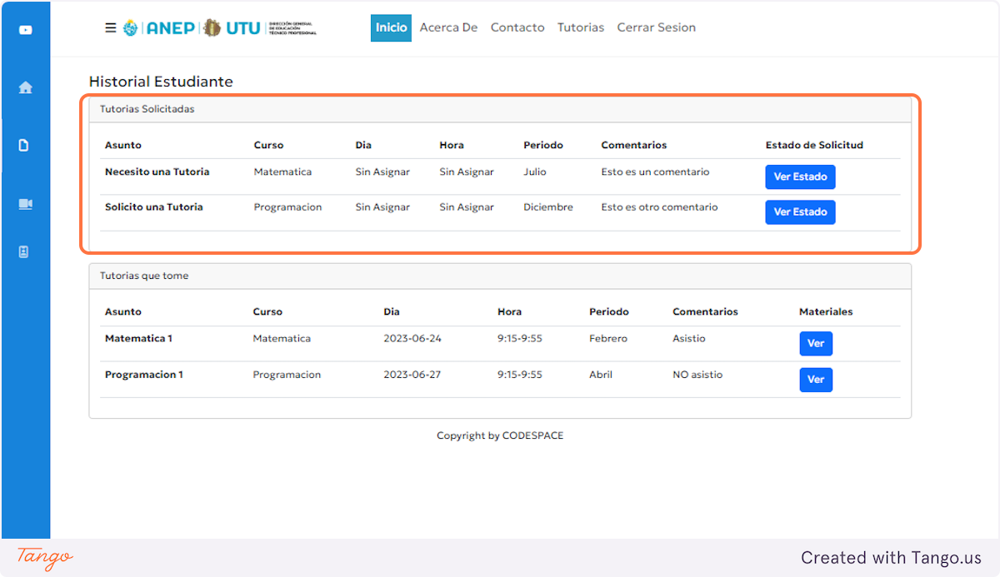 ANEP UTU DIRECCIÓN GENERAL DE EDUCACIÓN TÉCNICO PROFESIONAL Inicio Acerca De Contacto Tutorias Cerrar Sesion
Historial Estudiante
Tutorias Solicitadas
Asunto Curso Dia Hora Periodo Comentarios Estado de Solicitud
Necesito una Tutoria Matematica Sin Asignar Sin Asignar Julio Esto es un comentario Ver Estado
Solicito una Tutoria Programacion Sin Asignar Sin Asignar Diciembre Esto es otro comentario Ver Estado
Tutorias que tome
Asunto Curso Dia Hora Periodo Comentarios Materiales
Matematica 1 Matematica 2023-06-24 9:15-9:55 Febrero Asistio Ver
Programacion 1 Programacion 2023-06-27 9:15-9:55 Abril NO asistio Ver
Copyright by CODESPACE
Tango Created with Tango.us